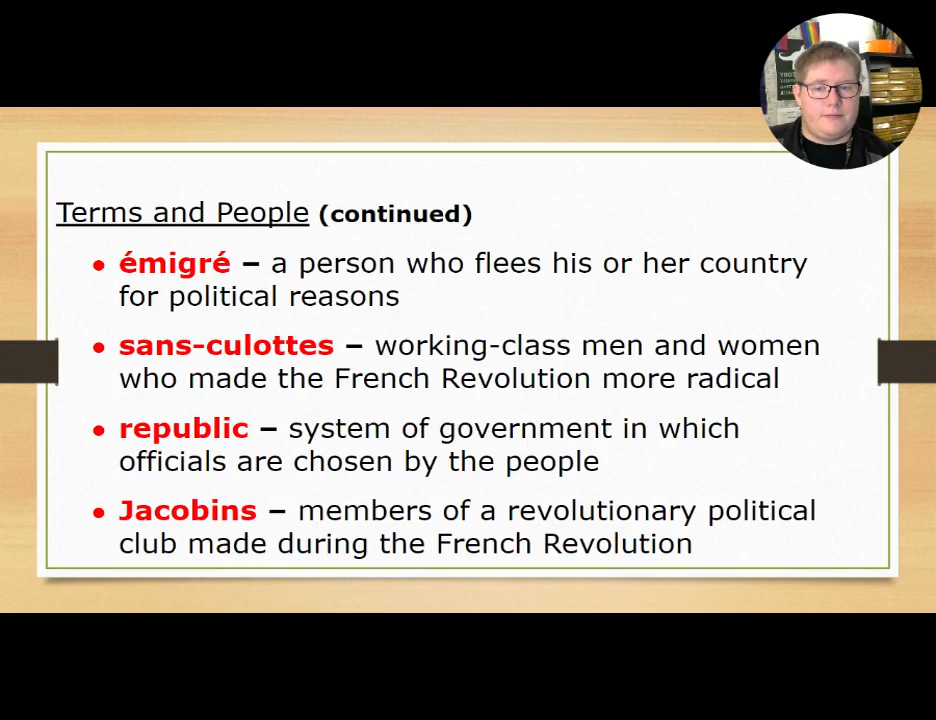 Terms and People (continued)
• émigré – a person who flees his or her country
for political reasons
• sans-culottes – working-class men and women
who made the French Revolution more radical
• republic – system of government in which
officials are chosen by the people
• Jacobins – members of a revolutionary political
club made during the French Revolution